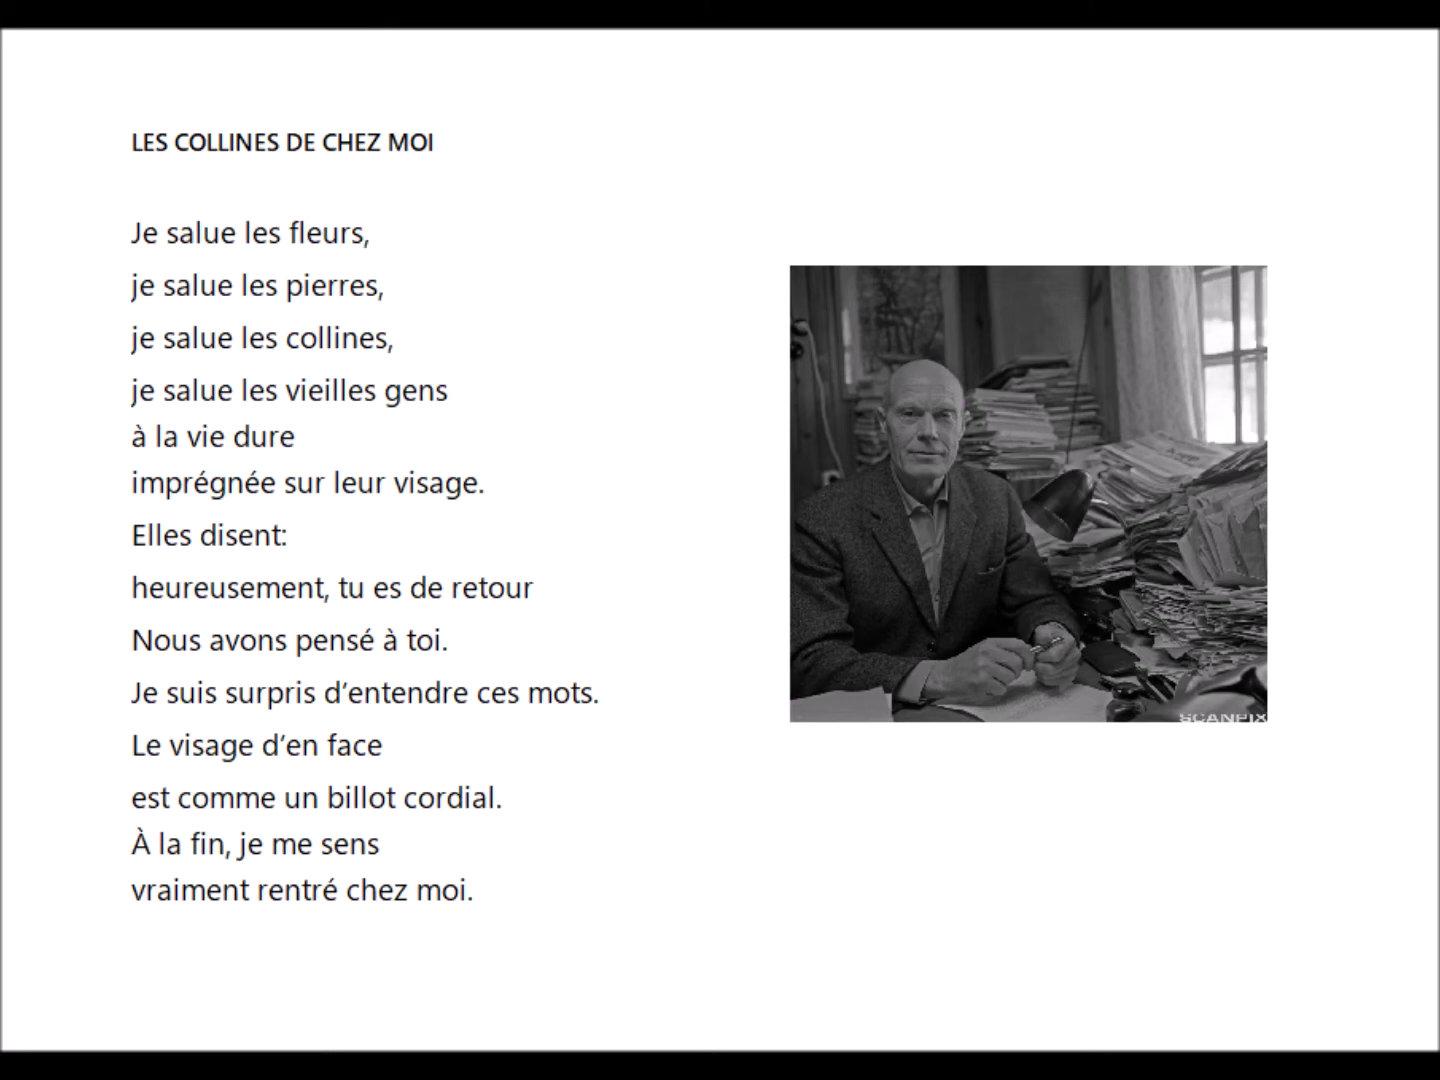 LES COLLINES DE CHEZ MOI
Je salue les fleurs,
je salue les pierres,
je salue les collines,
je salue les vieilles gens
à la vie dure
imprégnée sur leur visage.
Elles disent:
heureusement, tu es de retour
Nous avons pensé à toi.
Je suis surpris d’entendre ces mots.
Le visage d’en face
est comme un billot cordial.
À la fin, je me sens
vraiment rentré chez moi.
SCANPIX